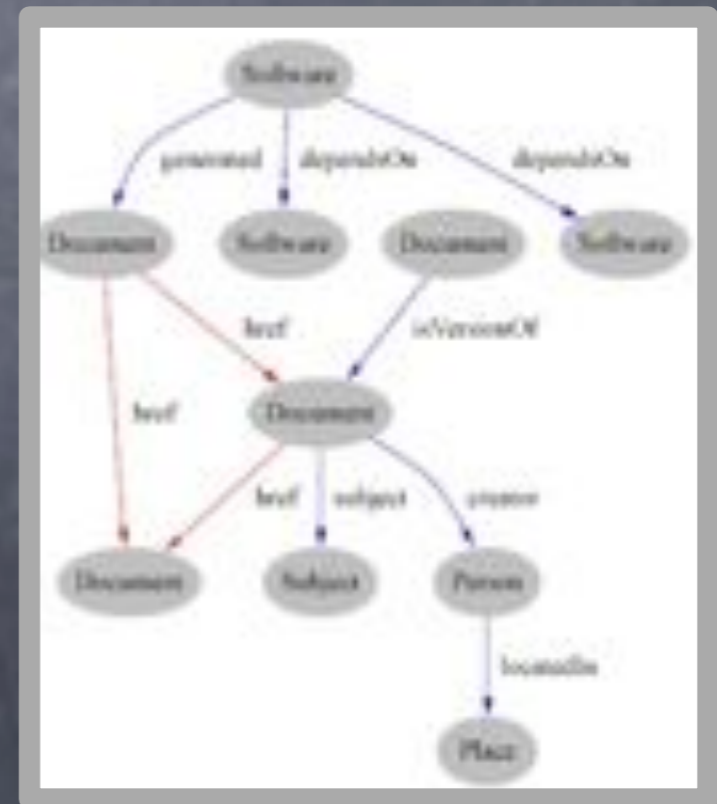 Software
generated dependsOn dependsOn
Document Software Document Software
href isVersionOf
href Document
href subject creator
Document Subject Person
locatedIn
Place